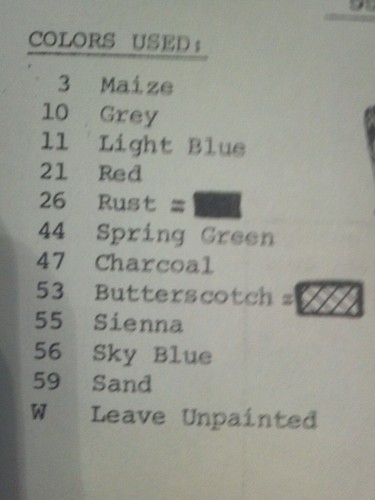 COLORS USED:
3 Maize
10 Grey
11 Light Blue
21 Red
26 Rust =
44 Spring Green
47 Charcoal
53 Butterscotch =
55 Sienna
56 Sky Blue
59 Sand
W Leave Unpainted